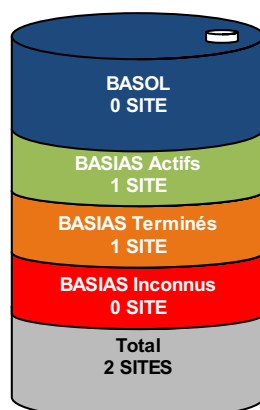 BASOL
0 SITE
BASIAS Actifs
1 SITE
BASIAS Terminés
1 SITE
BASIAS Inconnus
0 SITE
Total
2 SITES